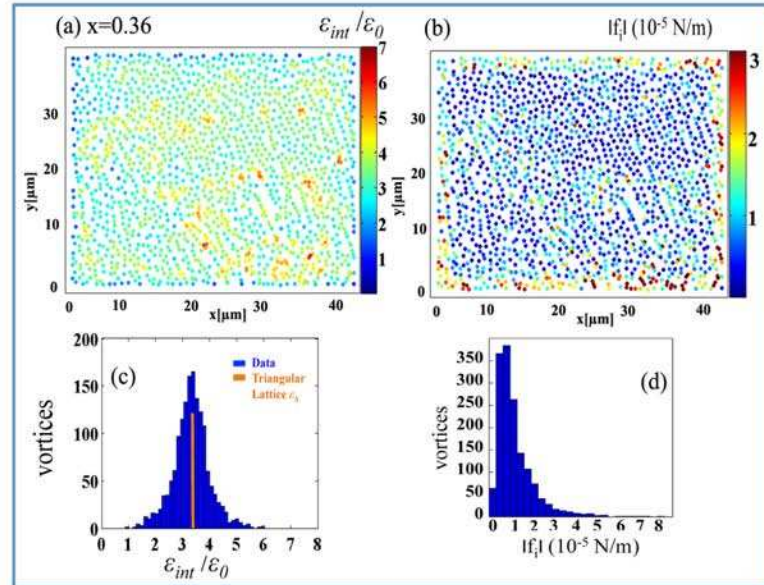 (a) x=0.36
ε_int /ε_0
7
6
5
4
3
2
1
30
20
10
0
y[µm]
0 10 20 30 40
x[µm]
(b)
|f_i| (10^-5 N/m)
3
2
1
30
20
10
0
y[µm]
0 10 20 30 40
x[µm]
(c)
200
150
100
50
0
vortices
Data
Triangular
Lattice ε_Δ
0 1 2 3 4 5 6 7 8
ε_int /ε_0
(d)
350
300
250
200
150
100
50
0
vortices
0 1 2 3 4 5 6 7 8
|f_i| (10^-5 N/m)